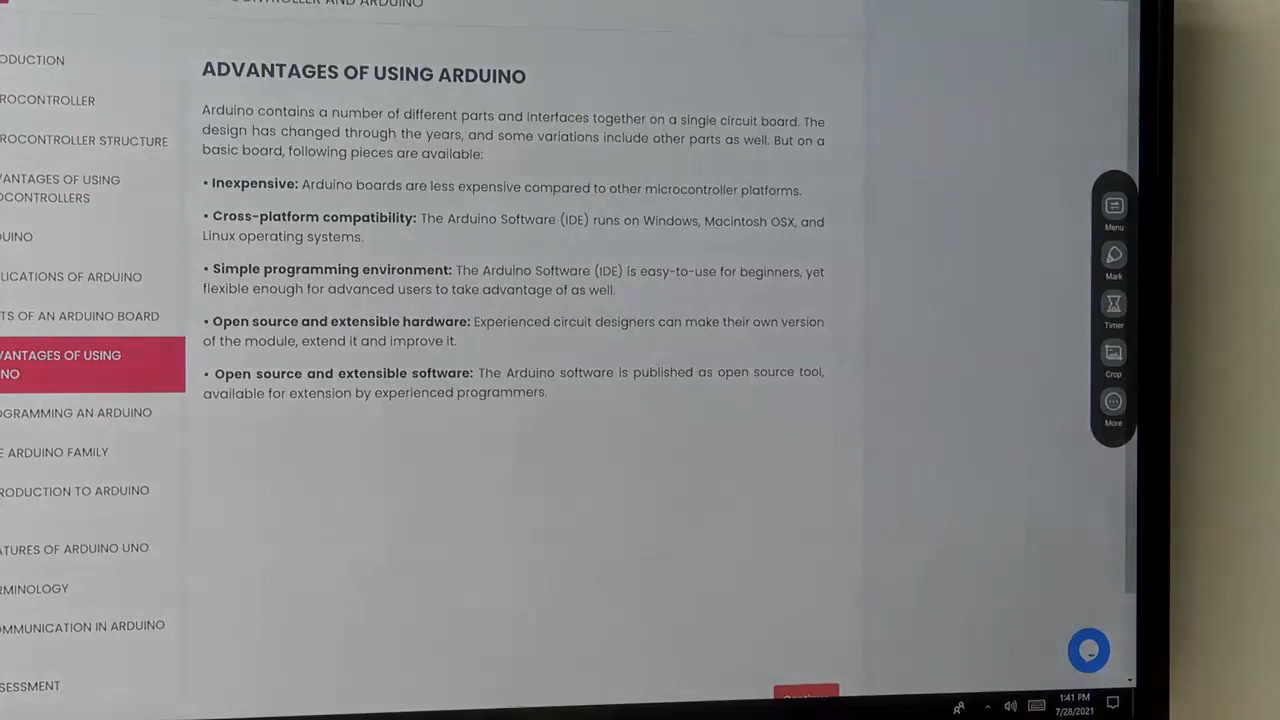 CONTROLLER AND ARDUINO
ODUCTION
ROCONTROLLER
ROCONTROLLER STRUCTURE
VANTAGES OF USING
OCONTROLLERS
UINO
LICATIONS OF ARDUINO
TS OF AN ARDUINO BOARD
VANTAGES OF USING
NO
OGRAMMING AN ARDUINO
E ARDUINO FAMILY
RODUCTION TO ARDUINO
ATURES OF ARDUINO UNO
RMINOLOGY
OMMUNICATION IN ARDUINO
SESSMENT
ADVANTAGES OF USING ARDUINO
Arduino contains a number of different parts and interfaces together on a single circuit board. The
design has changed through the years, and some variations include other parts as well. But on a
basic board, following pieces are available:
• Inexpensive: Arduino boards are less expensive compared to other microcontroller platforms.
• Cross-platform compatibility: The Arduino Software (IDE) runs on Windows, Macintosh OSX, and
Linux operating systems.
• Simple programming environment: The Arduino Software (IDE) is easy-to-use for beginners, yet
flexible enough for advanced users to take advantage of as well.
• Open source and extensible hardware: Experienced circuit designers can make their own version
of the module, extend it and improve it.
• Open source and extensible software: The Arduino software is published as open source tool,
available for extension by experienced programmers.
Menu
Mark
Timer
Crop
More
1:41 PM
7/28/2021